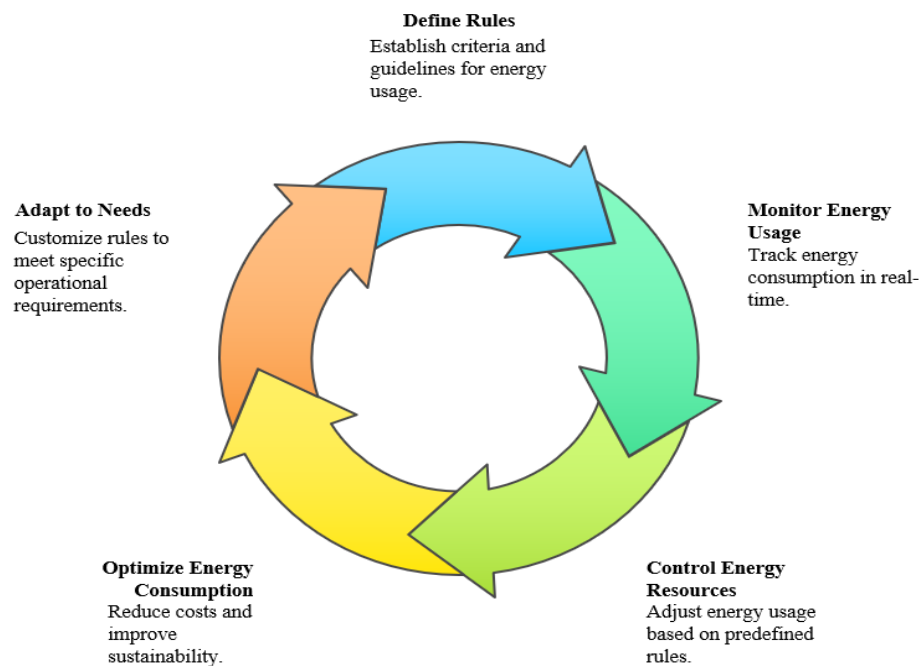 Define Rules
Establish criteria and
guidelines for energy
usage.
Monitor Energy
Usage
Track energy
consumption in real-
time.
Control Energy
Resources
Adjust energy usage
based on predefined
rules.
Optimize Energy
Consumption
Reduce costs and
improve
sustainability.
Adapt to Needs
Customize rules to
meet specific
operational
requirements.